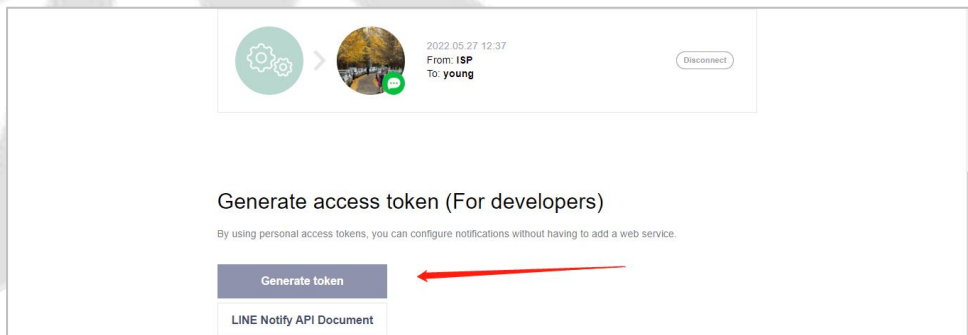 2022.05.27 12:37
From: ISP
To: young
Disconnect
Generate access token (For developers)
By using personal access tokens, you can configure notifications without having to add a web service.
Generate token
LINE Notify API Document